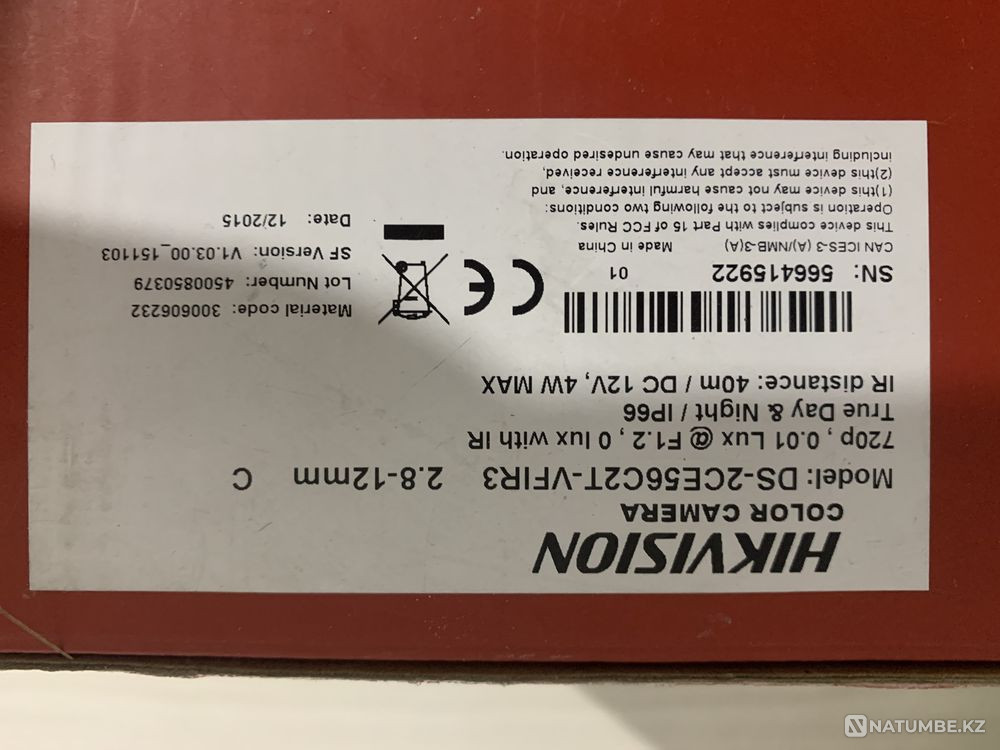 HIKVISION
COLOR CAMERA
Model: DS-2CE56C2T-VFIR3 2.8-12mm C
720p , 0.01 Lux @ F1.2 , 0 lux with IR
True Day & Night / IP66
IR distance: 40m / DC 12V, 4W MAX
SN: 566415922 01
CAN ICES-3 (A)/NMB-3(A) Made in China
This device complies with Part 15 of FCC Rules.
Operation is subject to the following two conditions:
(1)this device may not cause harmful interference, and
(2)this device must accept any interference received,
including interference that may cause undesired operation.
CE
Material code: 300606232
Lot Number: 4500850379
SF Version: V1.03.00_151103
Date: 12/2015
NATUMBE.KZ